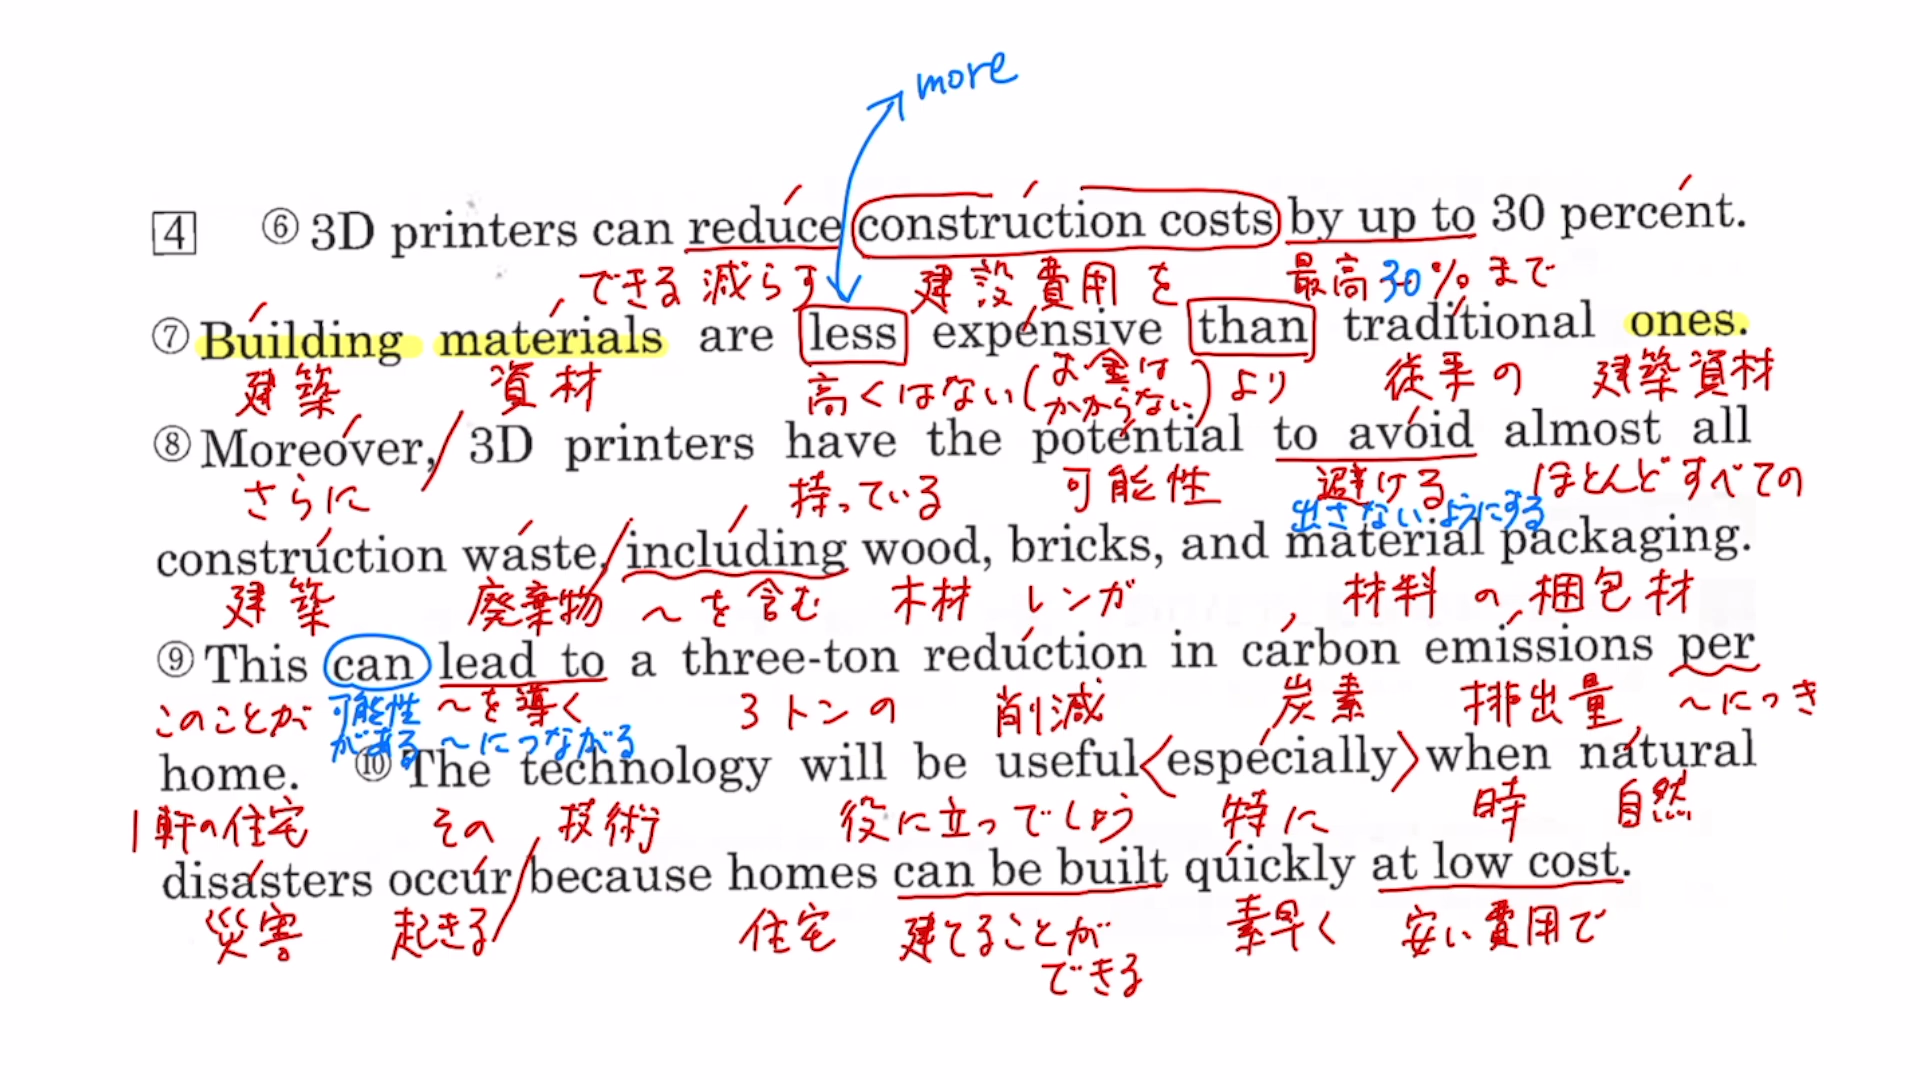 more
4 ⑥ 3D printers can reduce construction costs by up to 30 percent.
できる 減らす 建設費用 を 最高30%まで
⑦ Building materials are less expensive than traditional ones.
建築 資材 高くはない(お金はかからない) より 従来の 建築資材
⑧ Moreover, 3D printers have the potential to avoid almost all
さらに 持っている 可能性 避ける ほとんどすべての
出さないようにする
construction waste, including wood, bricks, and material packaging.
建築 廃棄物 〜を含む 木材 レンガ , 材料の梱包材
⑨ This can lead to a three-ton reduction in carbon emissions per
このことが 可能性がある 〜を導く 3トンの 削減 炭素 排出量 〜につき
〜につながる
home. ⑩ The technology will be useful〈especially〉when natural
1軒の住宅 その 技術 役に立つでしょう 特に 時 自然
disasters occur because homes can be built quickly at low cost.
災害 起きる 住宅 建てることが 素早く 安い費用で
できる